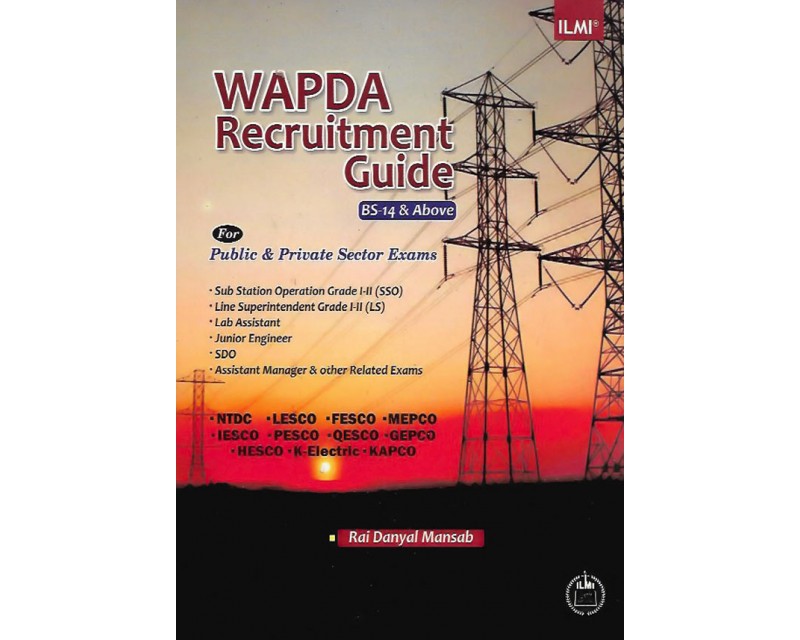 ILMI®
WAPDA
Recruitment
Guide
BS-14 & Above
For
Public & Private Sector Exams
• Sub Station Operation Grade I-II (SSO)
• Line Superintendent Grade I-II (LS)
• Lab Assistant
• Junior Engineer
• SDO
• Assistant Manager & other Related Exams
•NTDC •LESCO •FESCO •MEPCO
•IESCO •PESCO •QESCO •GEPCO
•HESCO •K-Electric •KAPCO
Rai Danyal Mansab
ILMI